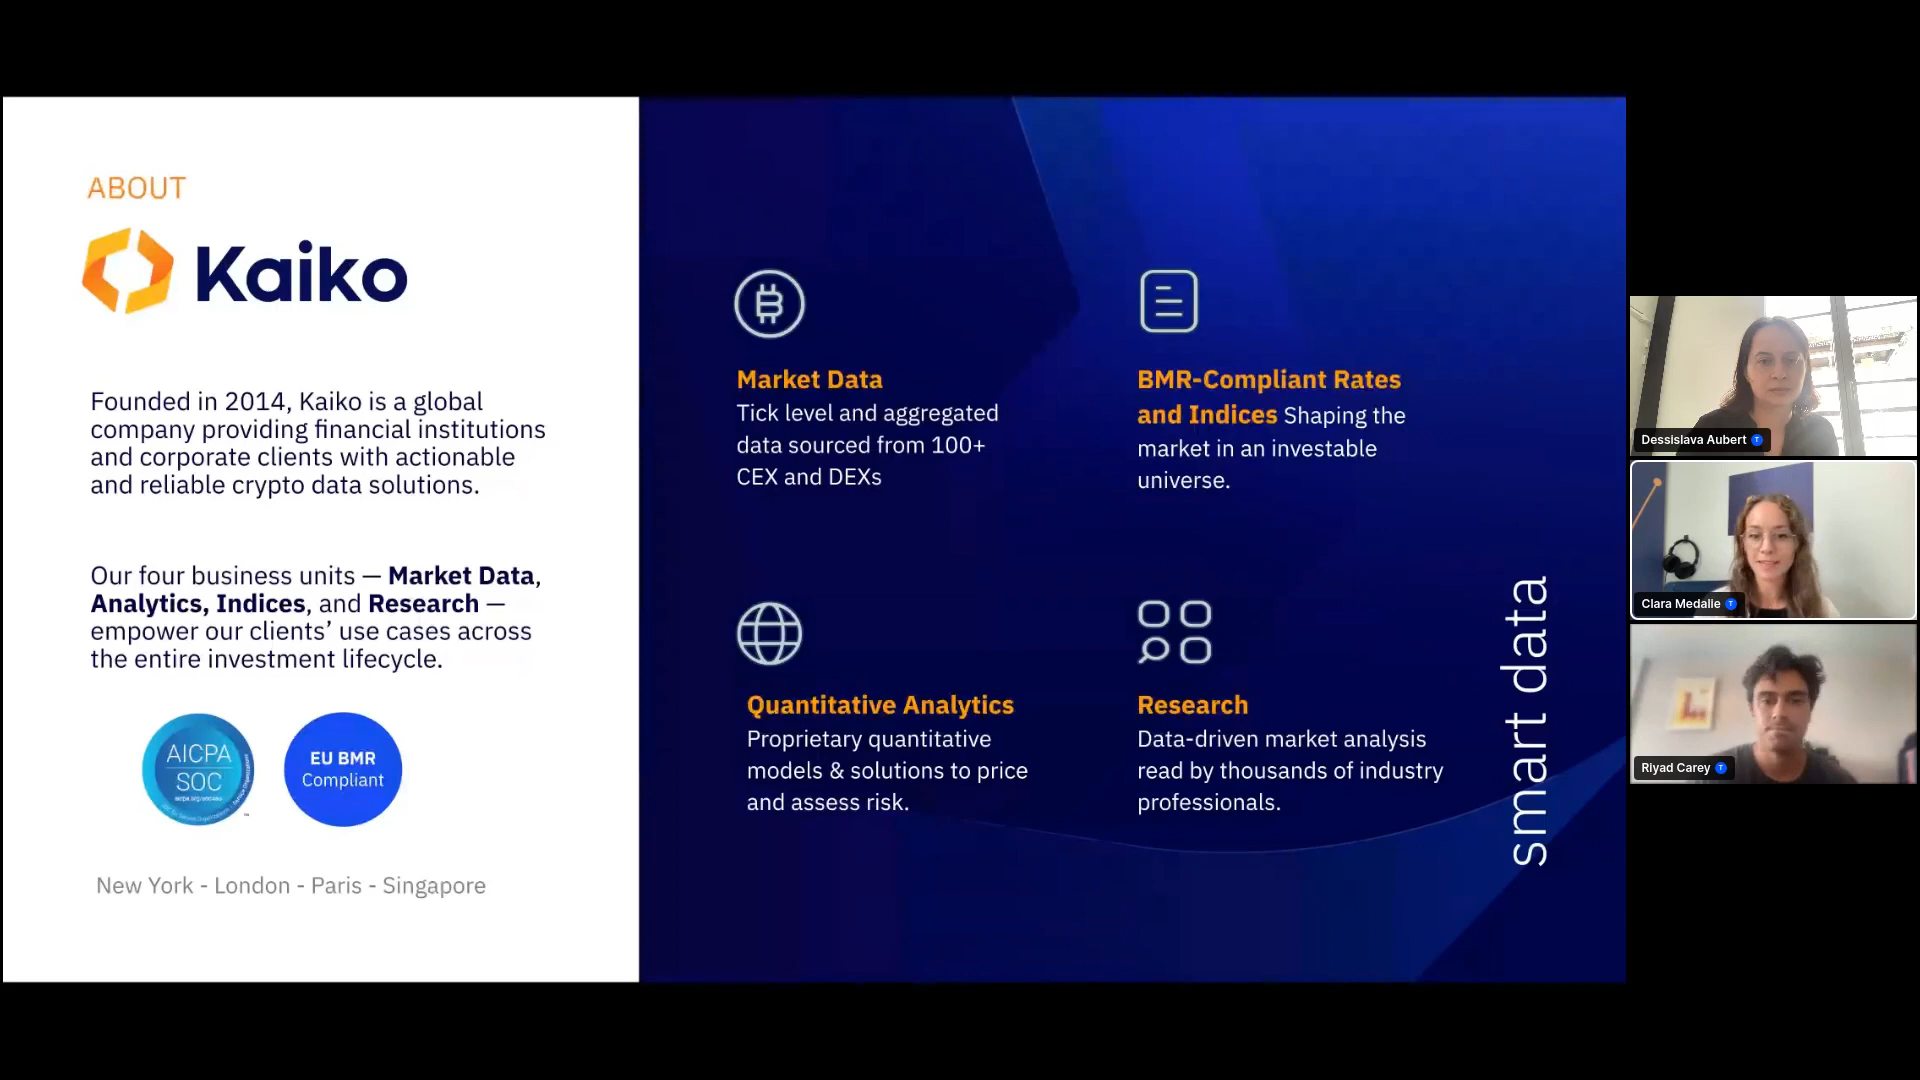 ABOUT
Kaiko
Founded in 2014, Kaiko is a global
company providing financial institutions
and corporate clients with actionable
and reliable crypto data solutions.
Our four business units — Market Data,
Analytics, Indices, and Research —
empower our clients’ use cases across
the entire investment lifecycle.
AICPA
SOC
EU BMR
Compliant
New York - London - Paris - Singapore
Market Data
Tick level and aggregated
data sourced from 100+
CEX and DEXs
BMR-Compliant Rates
and Indices Shaping the
market in an investable
universe.
Quantitative Analytics
Proprietary quantitative
models & solutions to price
and assess risk.
Research
Data-driven market analysis
read by thousands of industry
professionals.
smart data
Dessislava Aubert T
Clara Medalie T
Riyad Carey T